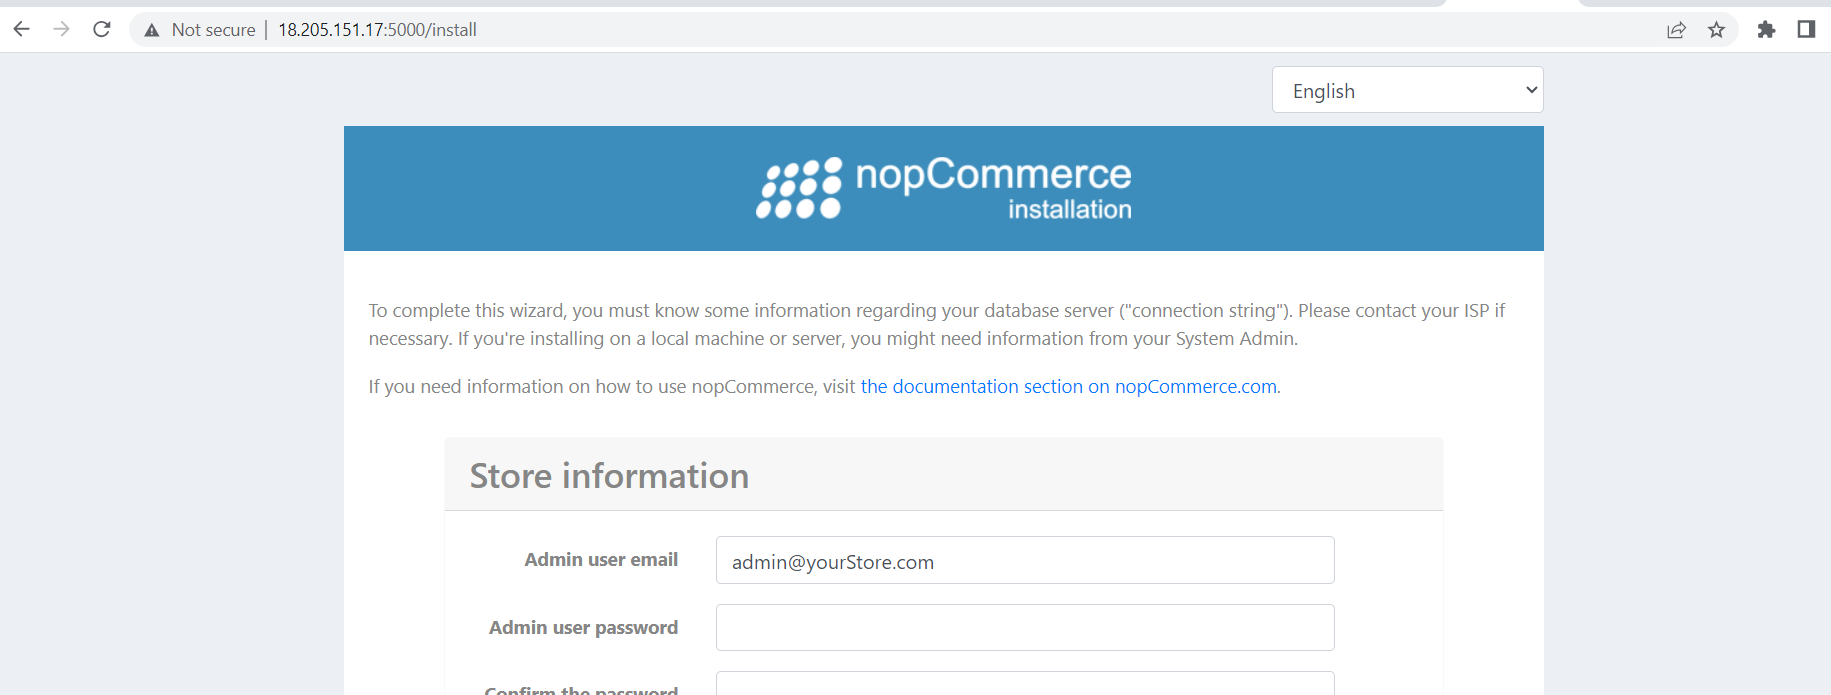 Not secure | 18.205.151.17:5000/install
English
nopCommerce
installation
To complete this wizard, you must know some information regarding your database server ("connection string"). Please contact your ISP if
necessary. If you're installing on a local machine or server, you might need information from your System Admin.
If you need information on how to use nopCommerce, visit the documentation section on nopCommerce.com.
Store information
Admin user email
admin@yourStore.com
Admin user password
Confirm the password